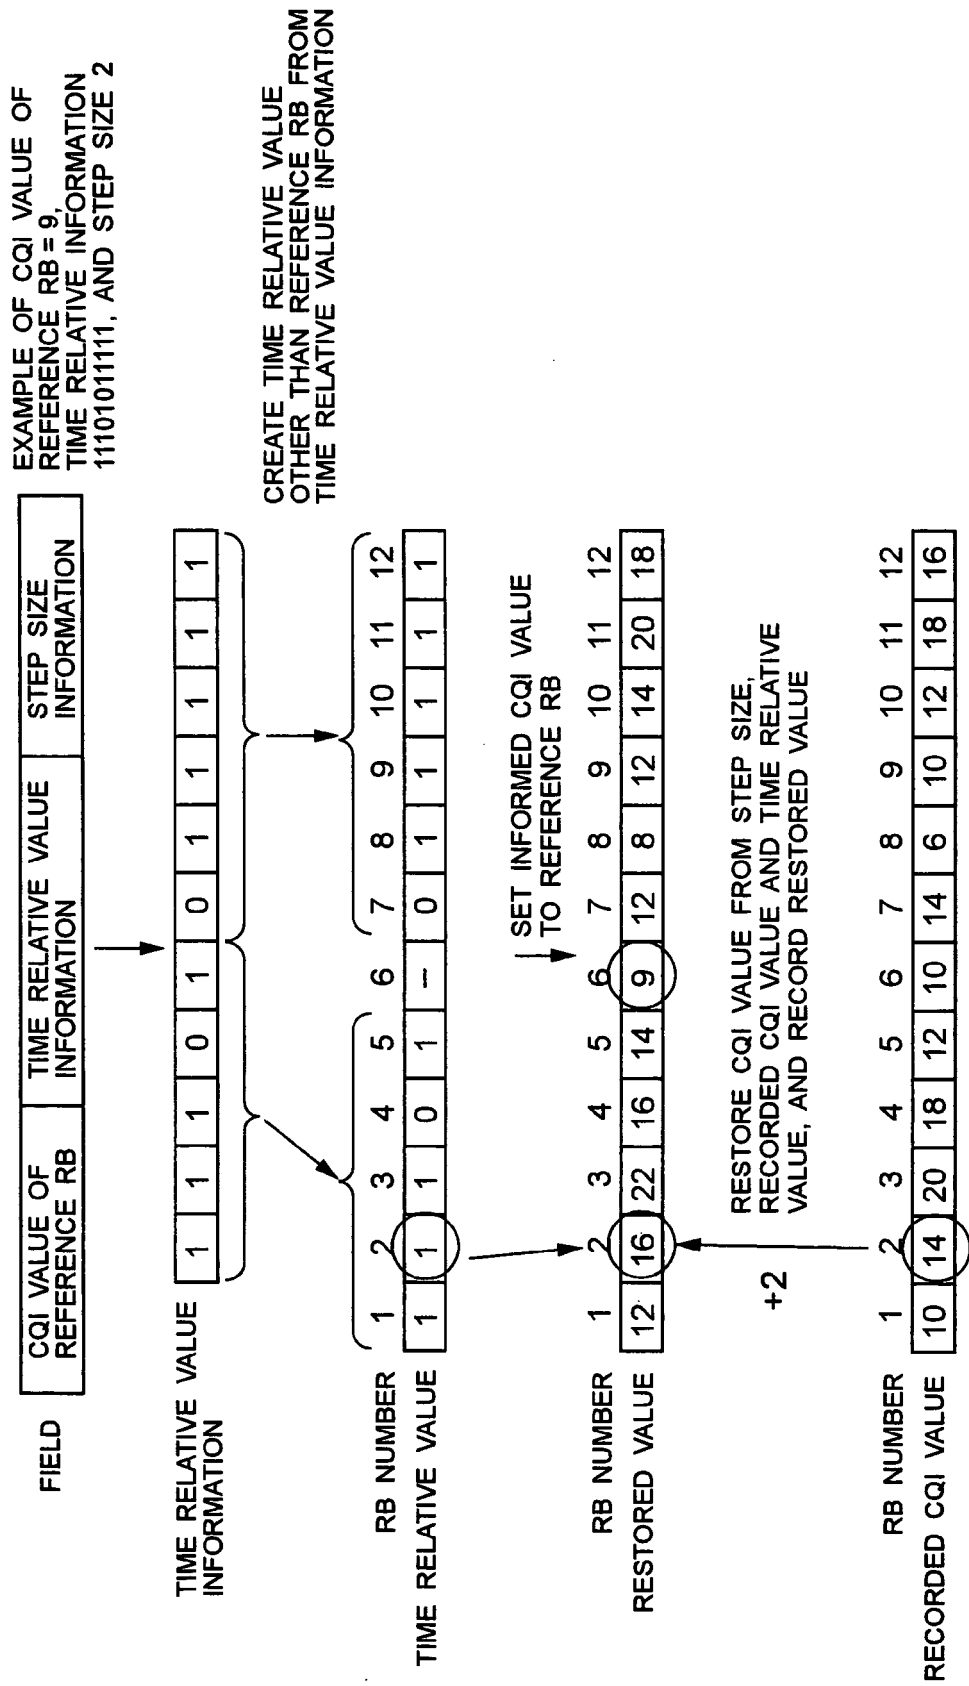 EXAMPLE OF CQI VALUE OF
REFERENCE RB = 9,
TIME RELATIVE INFORMATION
11101011111, AND STEP SIZE 2
FIELD
CQI VALUE OF
REFERENCE RB
TIME RELATIVE VALUE
INFORMATION
STEP SIZE
INFORMATION
TIME RELATIVE VALUE
INFORMATION
1 1 1 0 1 0 1 1 1 1 1
CREATE TIME RELATIVE VALUE
OTHER THAN REFERENCE RB FROM
TIME RELATIVE VALUE INFORMATION
RB NUMBER 1 2 3 4 5 6 7 8 9 10 11 12
TIME RELATIVE VALUE 1 1 1 0 1 – 0 1 1 1 1 1
SET INFORMED CQI VALUE
TO REFERENCE RB
RB NUMBER 1 2 3 4 5 6 7 8 9 10 11 12
RESTORED VALUE 12 16 22 16 14 9 12 8 12 14 20 18
+2
RESTORE CQI VALUE FROM STEP SIZE,
RECORDED CQI VALUE AND TIME RELATIVE
VALUE, AND RECORD RESTORED VALUE
RB NUMBER 1 2 3 4 5 6 7 8 9 10 11 12
RECORDED CQI VALUE 10 14 20 18 12 10 14 6 10 12 18 16